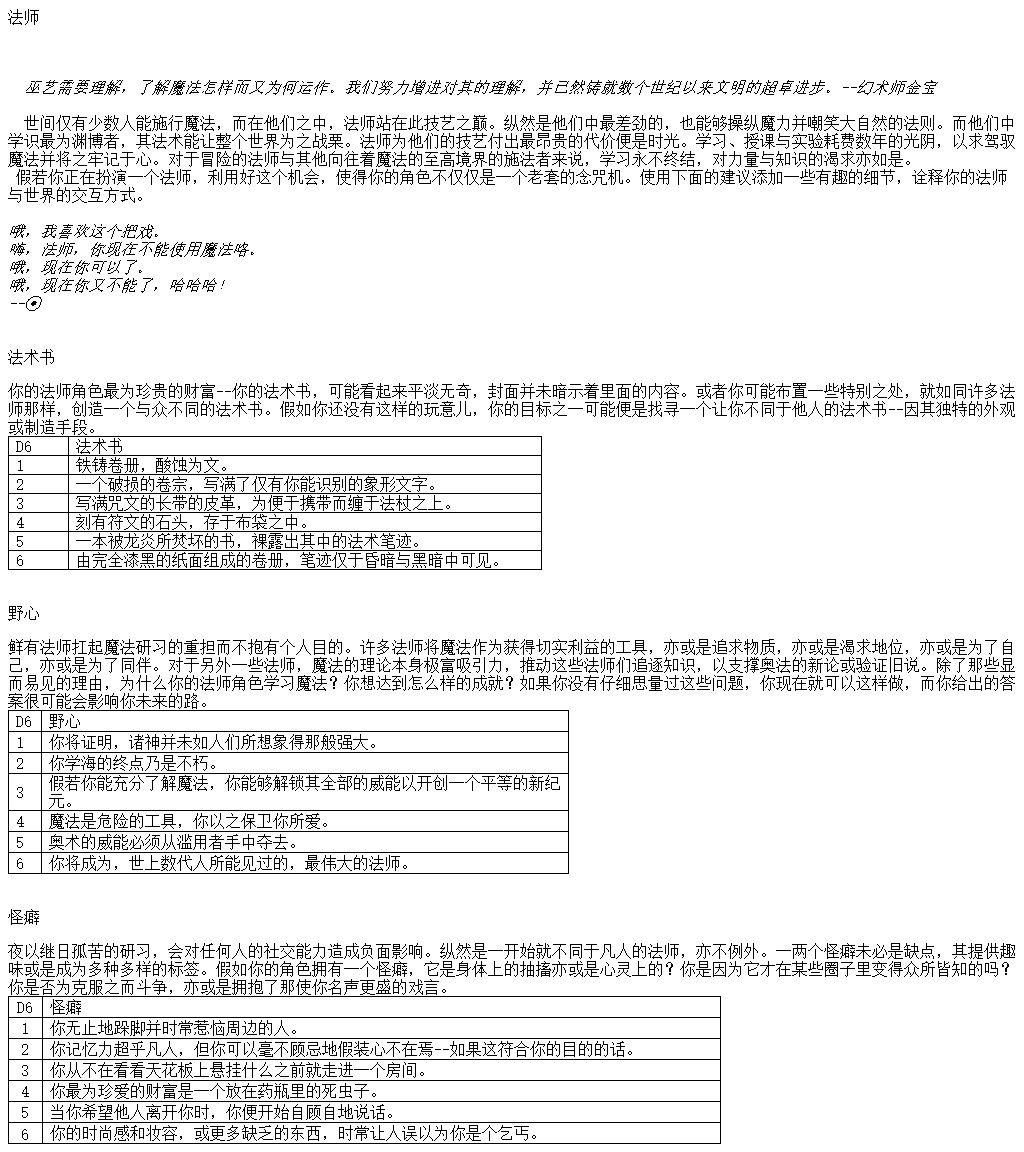 法师
巫艺需要理解，了解魔法怎样而又为何运作。我们努力增进对其的理解，并已然铸就数个世纪以来文明的超卓进步。--幻术师金宝
世间仅有少数人能施行魔法，而在他们之中，法师站在此技艺之巅。纵然是他们中最差劲的，也能够操纵魔力并嘲笑大自然的法则。而他们中
学识最为渊博者，其法术能让整个世界为之战栗。法师为他们的技艺付出最昂贵的代价便是时光。学习、授课与实验耗费数年的光阴，以求驾驭
魔法并将之牢记于心。对于冒险的法师与其他向往着魔法的至高境界的施法者来说，学习永不终结，对力量与知识的渴求亦如是。
假若你正在扮演一个法师，利用好这个机会，使得你的角色不仅仅是一个老套的念咒机。使用下面的建议添加一些有趣的细节，诠释你的法师
与世界的交互方式。
哦，我喜欢这个把戏。
嗨，法师，你现在不能使用魔法咯。
哦，现在你可以了。
哦，现在你又不能了，哈哈哈！
--⊙
法术书
你的法师角色最为珍贵的财富--你的法术书，可能看起来平淡无奇，封面并未暗示着里面的内容。或者你可能布置一些特别之处，就如同许多法
师那样，创造一个与众不同的法术书。假如你还没有这样的玩意儿，你的目标之一可能便是找寻一个让你不同于他人的法术书--因其独特的外观
或制造手段。
D6 法术书
1 铁铸卷册，酸蚀为文。
2 一个破损的卷宗，写满了仅有你能识别的象形文字。
3 写满咒文的长带的皮革，为便于携带而缠于法杖之上。
4 刻有符文的石头，存于布袋之中。
5 一本被龙炎所焚坏的书，裸露出其中的法术笔迹。
6 由完全漆黑的纸面组成的卷册，笔迹仅于昏暗与黑暗中可见。
野心
鲜有法师扛起魔法研习的重担而不抱有个人目的。许多法师将魔法作为获得切实利益的工具，亦或是追求物质，亦或是渴求地位，亦或是为了自
己，亦或是为了同伴。对于另外一些法师，魔法的理论本身极富吸引力，推动这些法师们追逐知识，以支撑奥法的新论或验证旧说。除了那些显
而易见的理由，为什么你的法师角色学习魔法？你想达到怎么样的成就？如果你没有仔细思量过这些问题，你现在就可以这样做，而你给出的答
案很可能会影响你未来的路。
D6 野心
1 你将证明，诸神并未如人们所想象得那般强大。
2 你学海的终点乃是不朽。
3 假若你能充分了解魔法，你能够解锁其全部的威能以开创一个平等的新纪
元。
4 魔法是危险的工具，你以之保卫你所爱。
5 奥术的威能必须从滥用者手中夺去。
6 你将成为，世上数代人所能见过的，最伟大的法师。
怪癖
夜以继日孤苦的研习，会对任何人的社交能力造成负面影响。纵然是一开始就不同于凡人的法师，亦不例外。一两个怪癖未必是缺点，其提供趣
味或是成为多种多样的标签。假如你的角色拥有一个怪癖，它是身体上的抽搐亦或是心灵上的？你是因为它才在某些圈子里变得众所皆知的吗？
你是否为克服之而斗争，亦或是拥抱了那使你名声更盛的戏言。
D6 怪癖
1 你无止地跺脚并时常惹恼周边的人。
2 你记忆力超乎凡人，但你可以毫不顾忌地假装心不在焉--如果这符合你的目的的话。
3 你从不在看看天花板上悬挂什么之前就走进一个房间。
4 你最为珍爱的财富是一个放在药瓶里的死虫子。
5 当你希望他人离开你时，你便开始自顾自地说话。
6 你的时尚感和妆容，或更多缺乏的东西，时常让人误以为你是个乞丐。